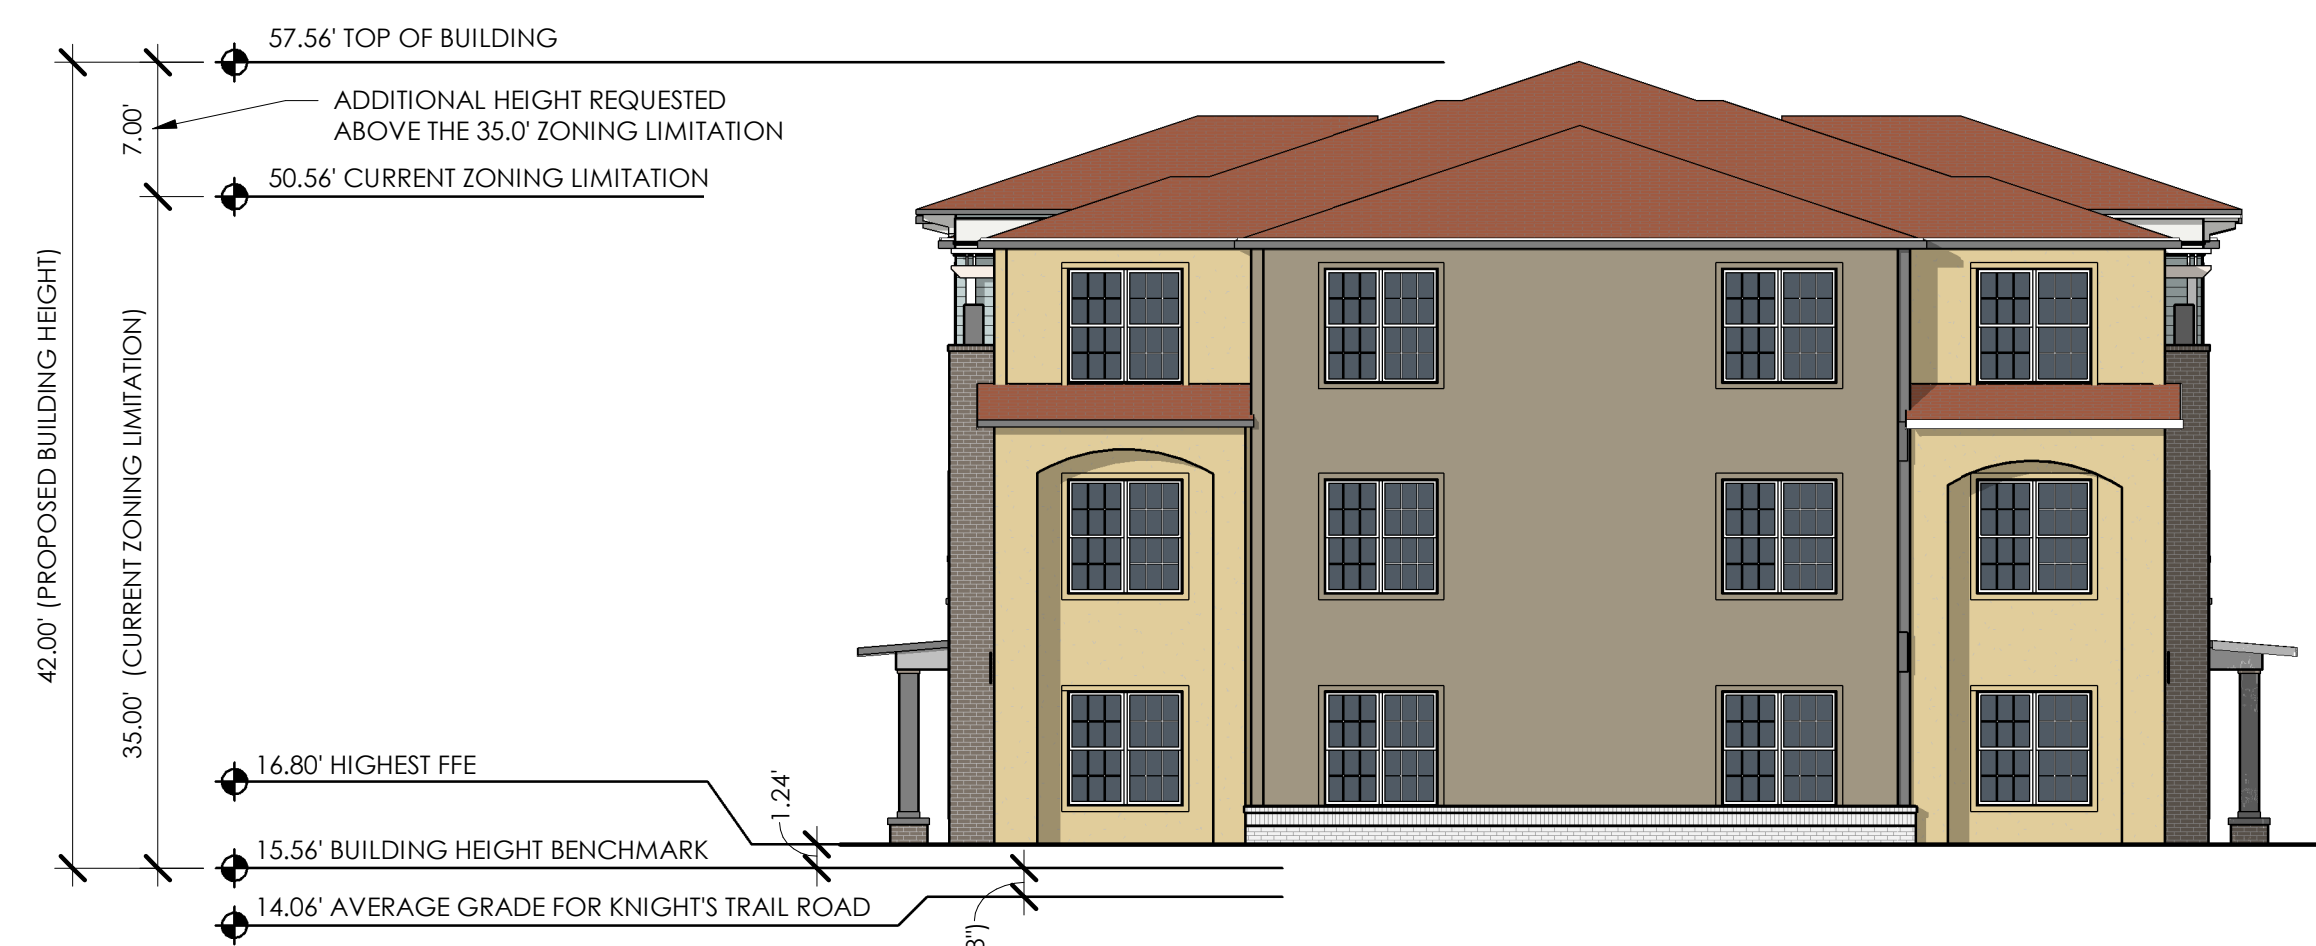 57.56' TOP OF BUILDING
7.00'
ADDITIONAL HEIGHT REQUESTED
ABOVE THE 35.0' ZONING LIMITATION
50.56' CURRENT ZONING LIMITATION
42.00' (PROPOSED BUILDING HEIGHT)
35.00' (CURRENT ZONING LIMITATION)
16.80' HIGHEST FFE
1.24'
15.56' BUILDING HEIGHT BENCHMARK
14.06' AVERAGE GRADE FOR KNIGHT'S TRAIL ROAD